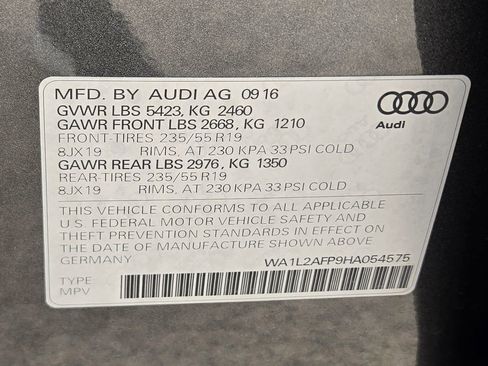 MFD. BY AUDI AG 09 16
GVWR LBS 5423, KG 2460
GAWR FRONT LBS 2668, KG 1210
FRONT-TIRES 235/55 R19
8JX19 RIMS, AT 230 KPA 33 PSI COLD
GAWR REAR LBS 2976, KG 1350
REAR-TIRES 235/55 R19
8JX19 RIMS, AT 230 KPA 33 PSI COLD
THIS VEHICLE CONFORMS TO ALL APPLICABLE
U.S. FEDERAL MOTOR VEHICLE SAFETY AND
THEFT PREVENTION STANDARDS IN EFFECT ON
THE DATE OF MANUFACTURE SHOWN ABOVE
GERMANY
WA1L2AFP9HA054575
TYPE
MPV
Audi